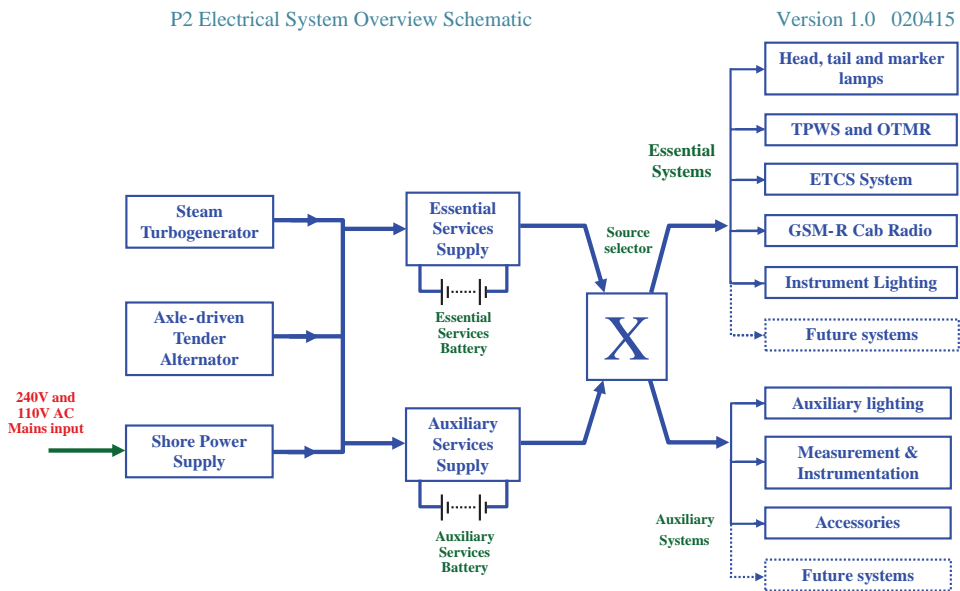 P2 Electrical System Overview Schematic
Version 1.0 020415
Head, tail and marker
lamps
TPWS and OTMR
Essential
Systems
ETCS System
Steam
Turbogenerator
Essential
Services
Supply
Source
selector
GSM-R Cab Radio
Instrument Lighting
Essential
Services
Battery
X
Future systems
Axle-driven
Tender
Alternator
240V and
110V AC
Mains input
Shore Power
Supply
Auxiliary
Services
Supply
Auxiliary lighting
Measurement &
Instrumentation
Auxiliary
Systems
Accessories
Auxiliary
Services
Battery
Future systems